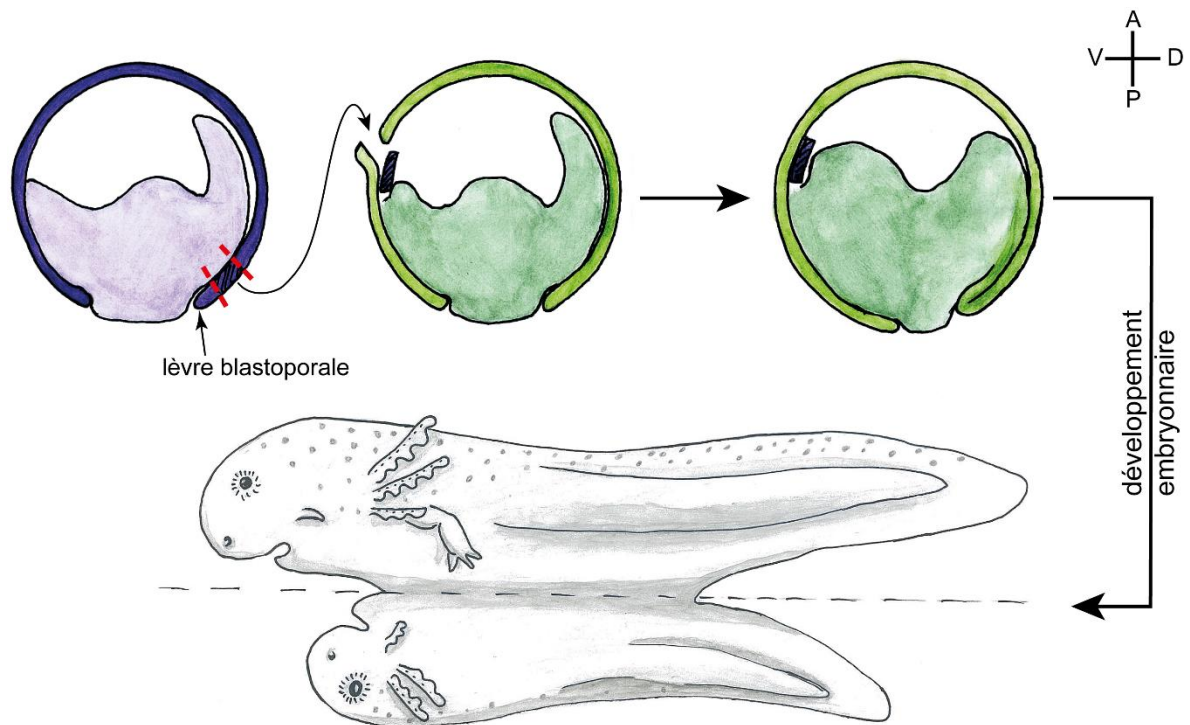 A
V D
P
lèvre blastoporale
développement
embryonnaire